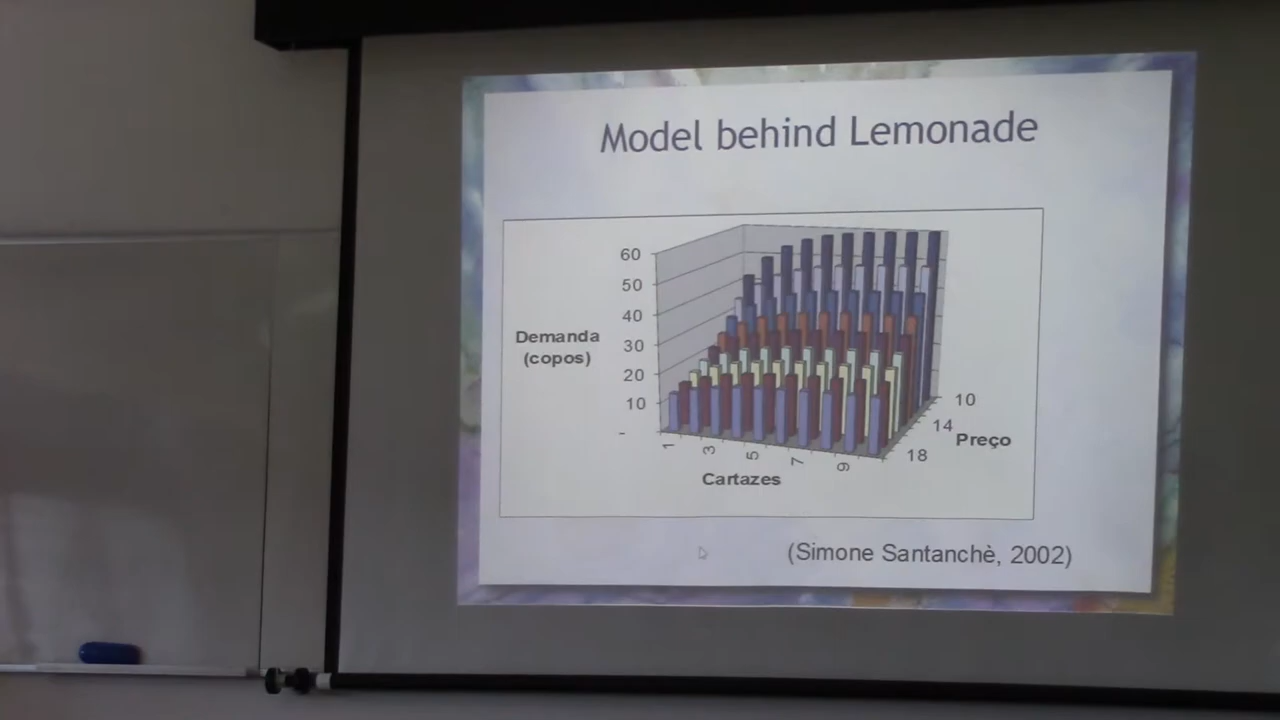 Model behind Lemonade
60
50
40
30
20
10
-
Demanda
(copos)
1
3
5
7
9
Cartazes
10
14
18
Preço
(Simone Santanchè, 2002)